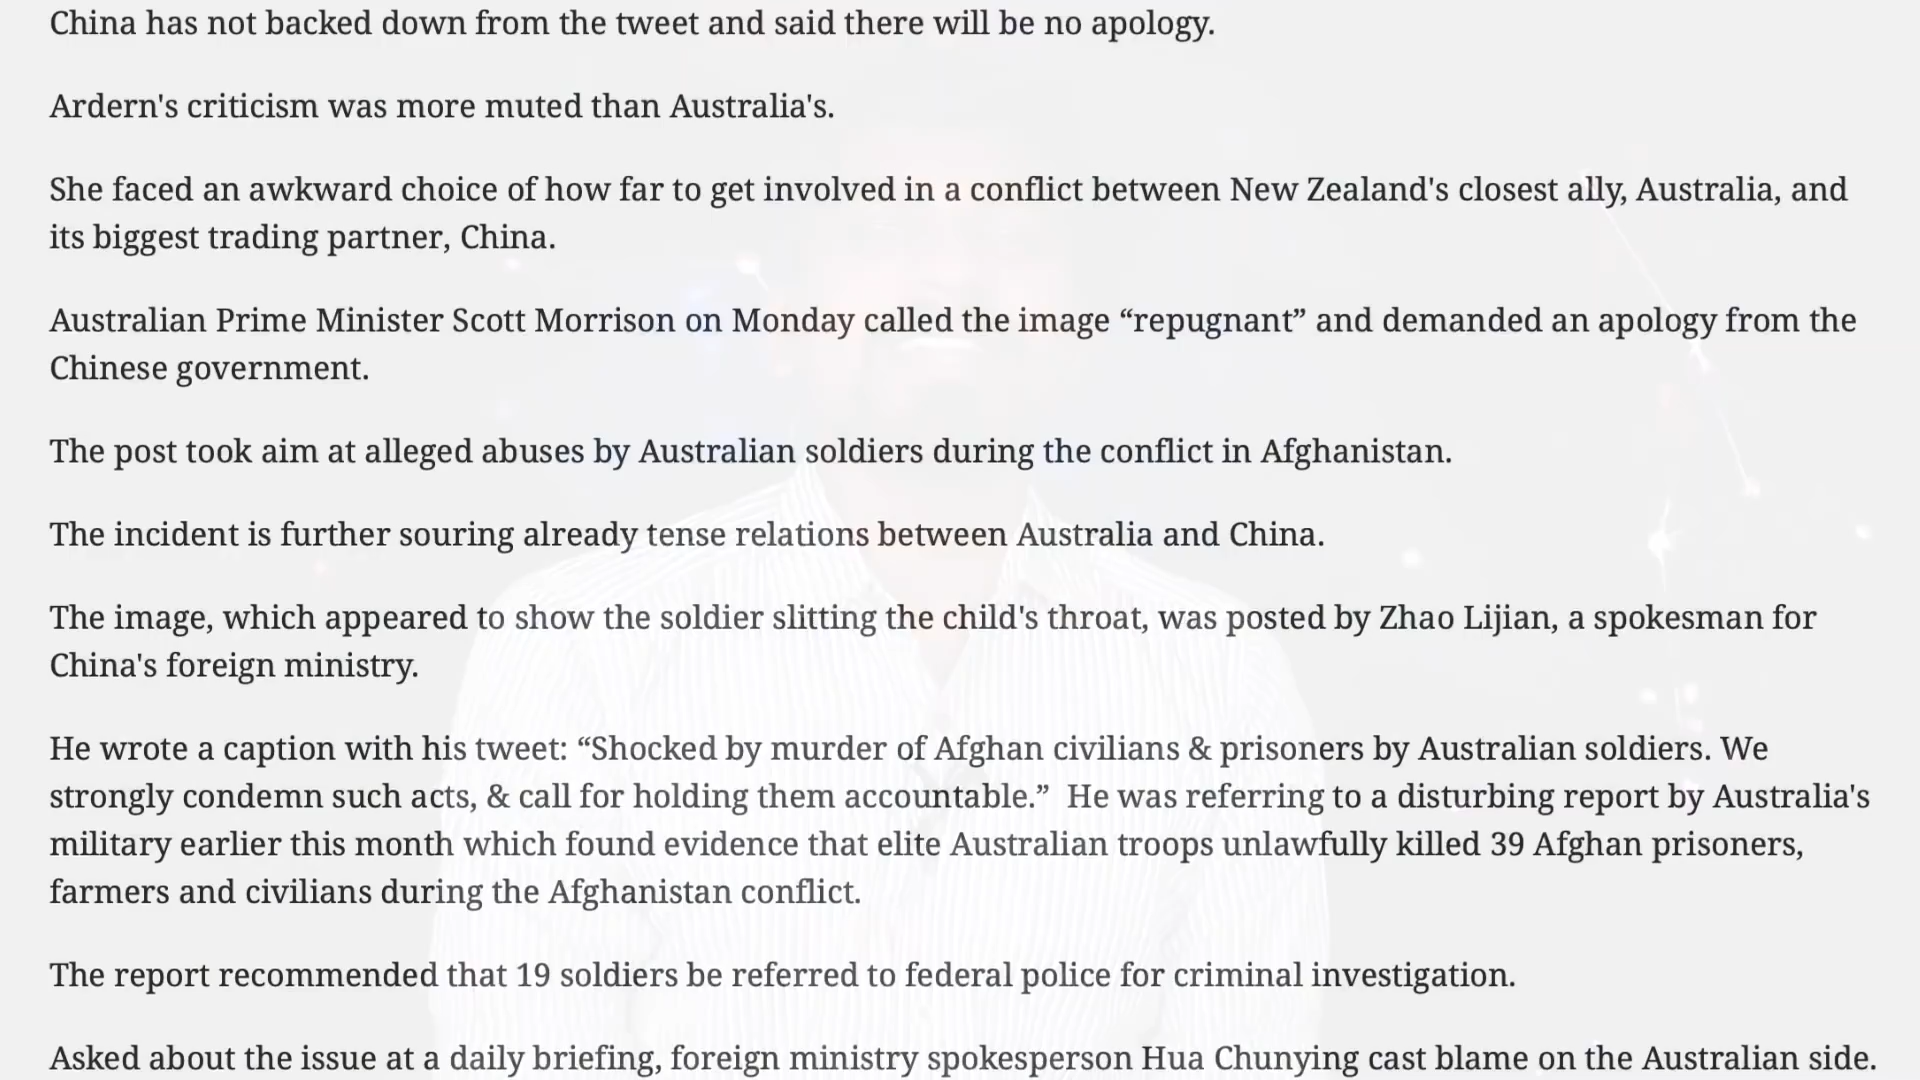 China has not backed down from the tweet and said there will be no apology.
Ardern's criticism was more muted than Australia's.
She faced an awkward choice of how far to get involved in a conflict between New Zealand's closest ally, Australia, and
its biggest trading partner, China.
Australian Prime Minister Scott Morrison on Monday called the image “repugnant” and demanded an apology from the
Chinese government.
The post took aim at alleged abuses by Australian soldiers during the conflict in Afghanistan.
The incident is further souring already tense relations between Australia and China.
The image, which appeared to show the soldier slitting the child's throat, was posted by Zhao Lijian, a spokesman for
China's foreign ministry.
He wrote a caption with his tweet: “Shocked by murder of Afghan civilians & prisoners by Australian soldiers. We
strongly condemn such acts, & call for holding them accountable.”  He was referring to a disturbing report by Australia's
military earlier this month which found evidence that elite Australian troops unlawfully killed 39 Afghan prisoners,
farmers and civilians during the Afghanistan conflict.
The report recommended that 19 soldiers be referred to federal police for criminal investigation.
Asked about the issue at a daily briefing, foreign ministry spokesperson Hua Chunying cast blame on the Australian side.